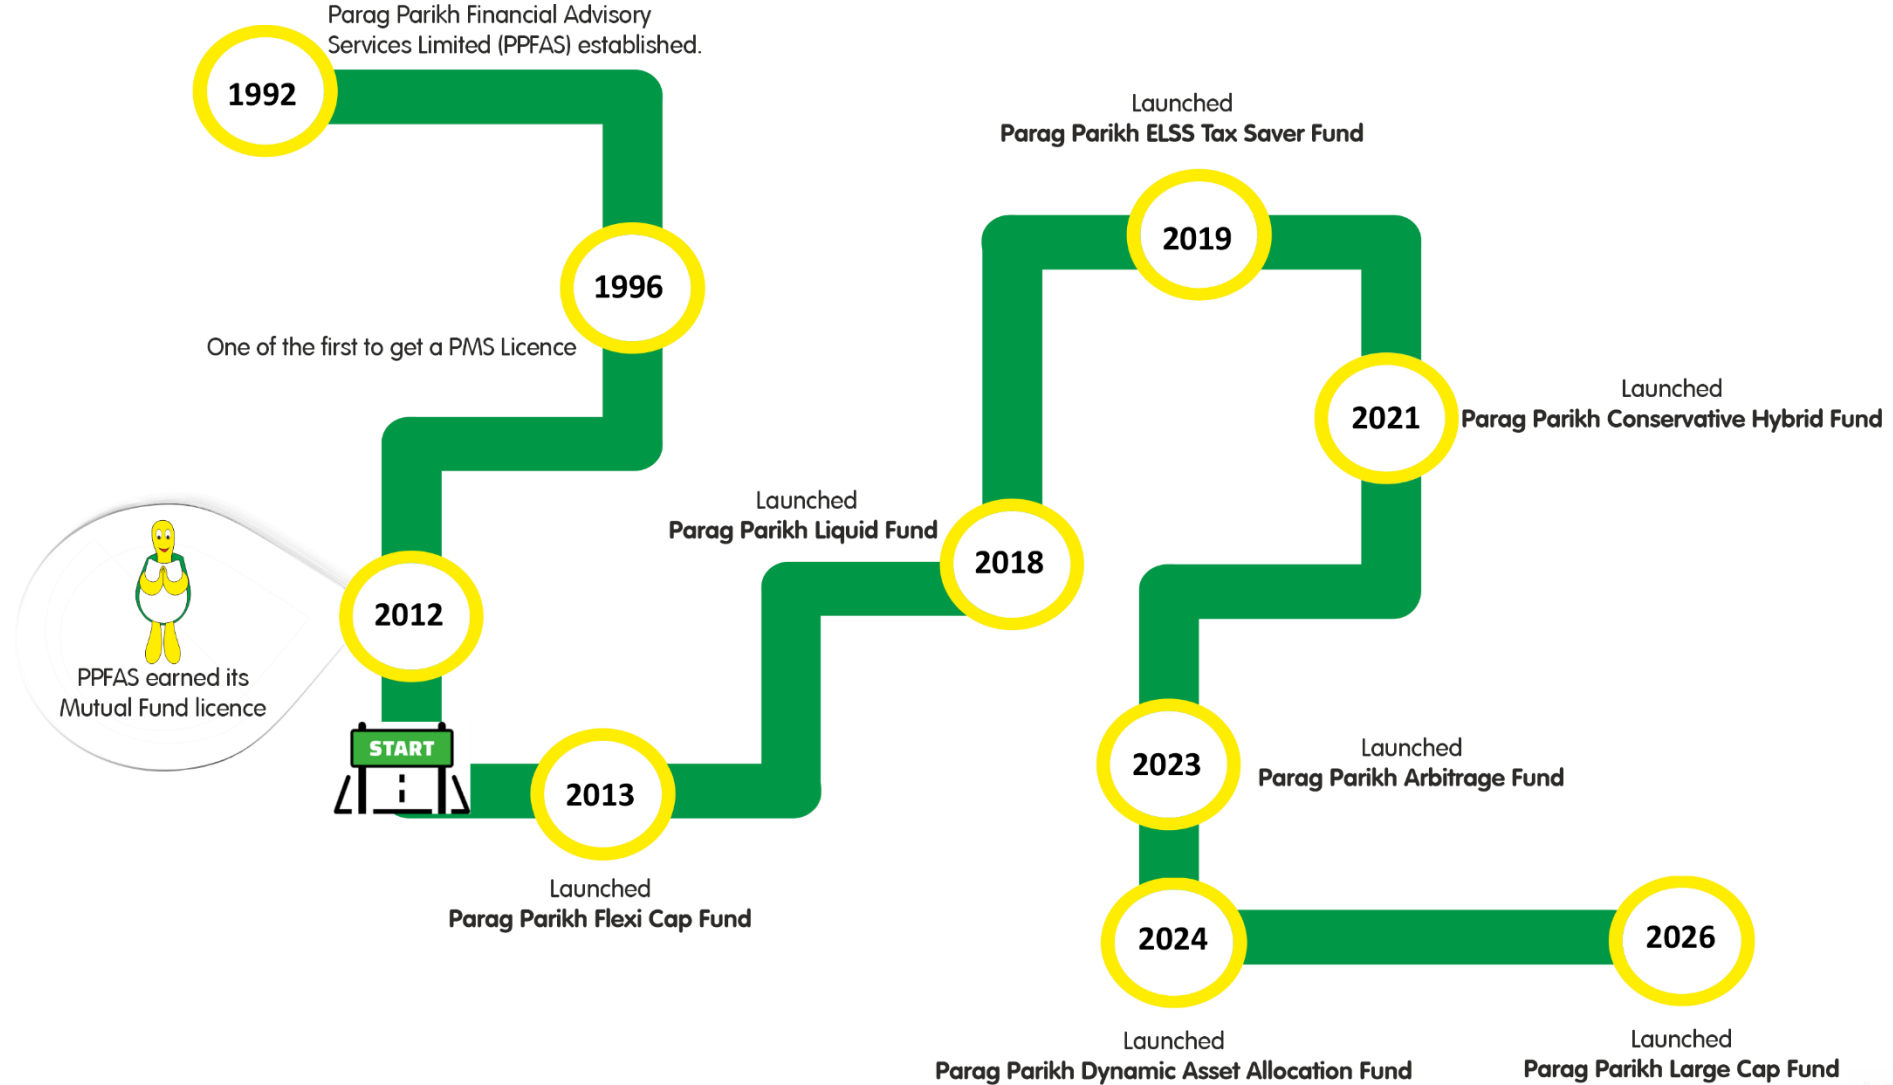 Parag Parikh Financial Advisory
Services Limited (PPFAS) established.
1992
1996
One of the first to get a PMS Licence
2012
PPFAS earned its
Mutual Fund licence
START
2013
Launched
Parag Parikh Flexi Cap Fund
Launched
Parag Parikh Liquid Fund
2018
Launched
Parag Parikh ELSS Tax Saver Fund
2019
2021
Launched
Parag Parikh Conservative Hybrid Fund
2023
Launched
Parag Parikh Arbitrage Fund
2024
Launched
Parag Parikh Dynamic Asset Allocation Fund
2026
Launched
Parag Parikh Large Cap Fund